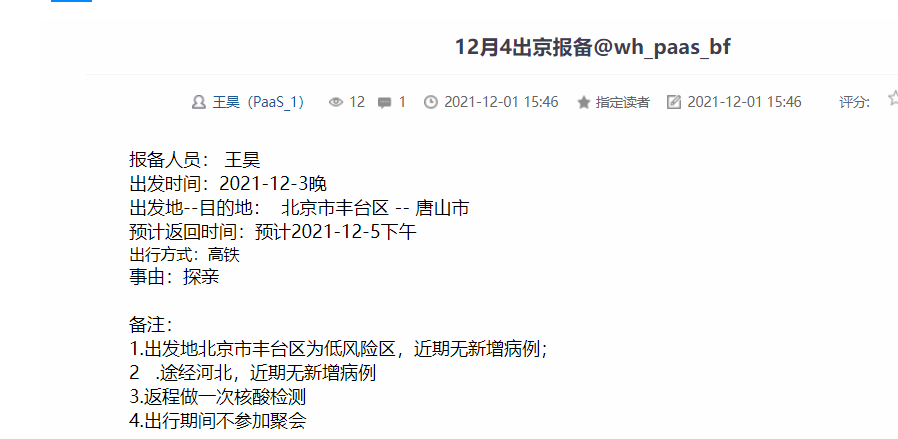 12月4出京报备@wh_paas_bf
王昊（PaaS_1） 12 1 2021-12-01 15:46 指定读者 2021-12-01 15:46 评分:
报备人员： 王昊
出发时间：2021-12-3晚
出发地--目的地： 北京市丰台区 -- 唐山市
预计返回时间：预计2021-12-5下午
出行方式：高铁
事由：探亲
备注：
1.出发地北京市丰台区为低风险区，近期无新增病例；
2 .途经河北，近期无新增病例
3.返程做一次核酸检测
4.出行期间不参加聚会